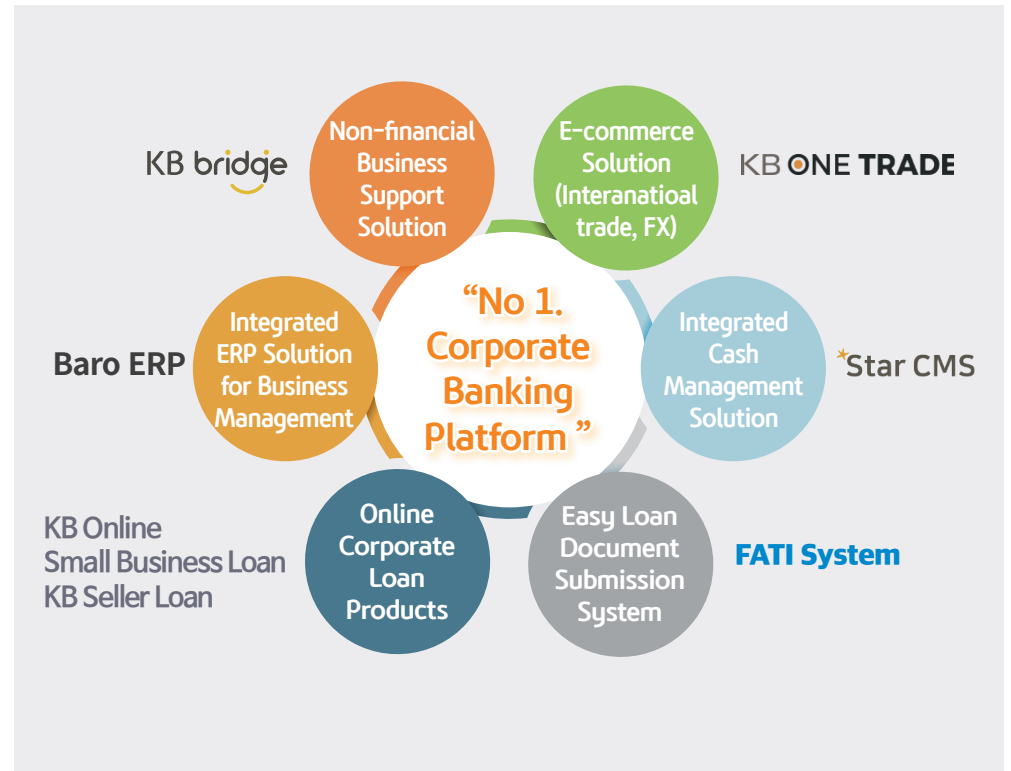 KB bridge
Non-financial
Business
Support
Solution
E-commerce
Solution
(Interanatioal
trade, FX)
KB ONE TRADE
Baro ERP
Integrated
ERP Solution
for Business
Management
“No 1.
Corporate
Banking
Platform ”
Integrated
Cash
Management
Solution
*Star CMS
KB Online
Small Business Loan
KB Seller Loan
Online
Corporate
Loan
Products
Easy Loan
Document
Submission
System
FATI System